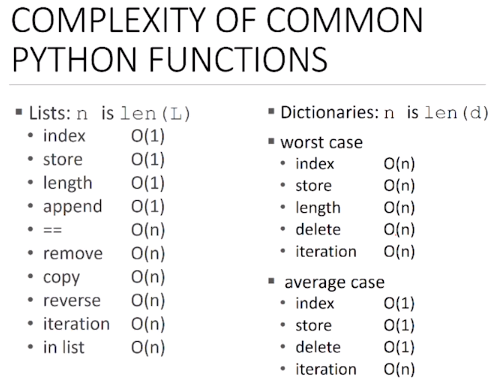 COMPLEXITY OF COMMON
PYTHON FUNCTIONS
▪ Lists: n is len(L)
• index O(1)
• store O(1)
• length O(1)
• append O(1)
• == O(n)
• remove O(n)
• copy O(n)
• reverse O(n)
• iteration O(n)
• in list O(n)
▪ Dictionaries: n is len(d)
▪ worst case
• index O(n)
• store O(n)
• length O(n)
• delete O(n)
• iteration O(n)
▪ average case
• index O(1)
• store O(1)
• delete O(1)
• iteration O(n)